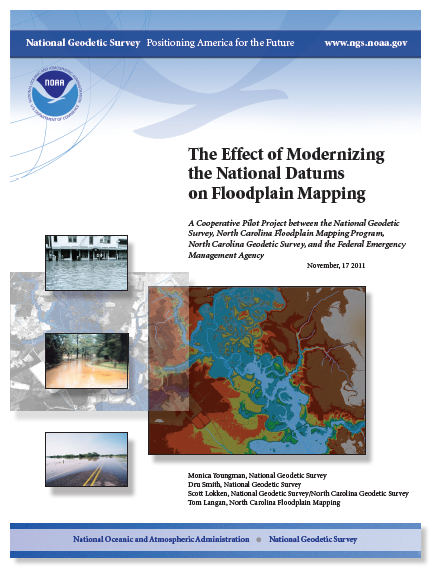 National Geodetic Survey Positioning America for the Future www.ngs.noaa.gov
NOAA
The Effect of Modernizing
the National Datums
on Floodplain Mapping
A Cooperative Pilot Project between the National Geodetic
Survey, North Carolina Floodplain Mapping Program,
North Carolina Geodetic Survey, and the Federal Emergency
Management Agency
November, 17 2011
Monica Youngman, National Geodetic Survey
Dru Smith, National Geodetic Survey
Scott Lokken, National Geodetic Survey/North Carolina Geodetic Survey
Tom Langan, North Carolina Floodplain Mapping
National Oceanic and Atmospheric Administration ● National Geodetic Survey